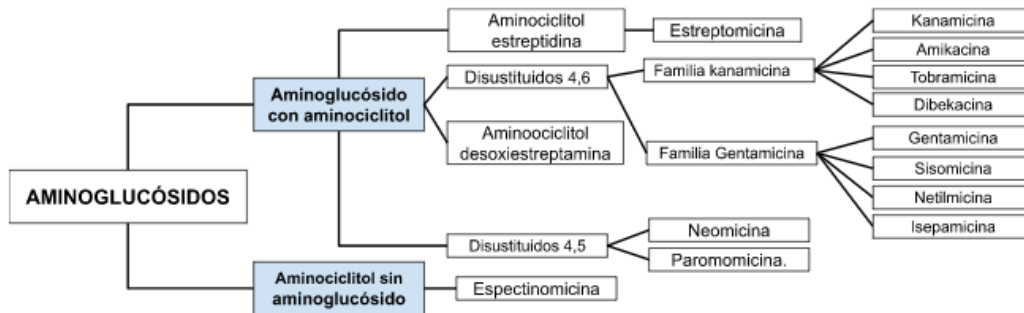 AMINOGLUCÓSIDOS
Aminoglucósido
con aminociclitol
Aminociclitol
estreptidina
Estreptomicina
Disustituidos 4,6
Familia kanamicina
Kanamicina
Amikacina
Tobramicina
Dibekacina
Familia Gentamicina
Gentamicina
Sisomicina
Netilmicina
Isepamicina
Aminoociclitol
desoxiestreptamina
Disustituidos 4,5
Neomicina
Paromomicina.
Aminociclitol sin
aminoglucósido
Espectinomicina